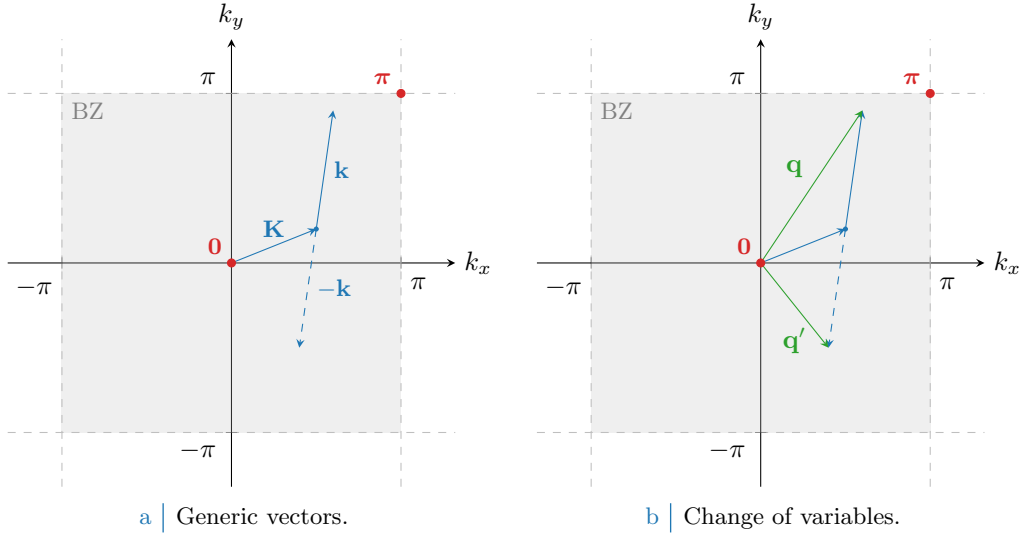 k_y
π
π
BZ
k
K
0
k_x
−π
π
−k
−π
a | Generic vectors.
k_y
π
π
BZ
q
0
k_x
−π
π
q′
−π
b | Change of variables.